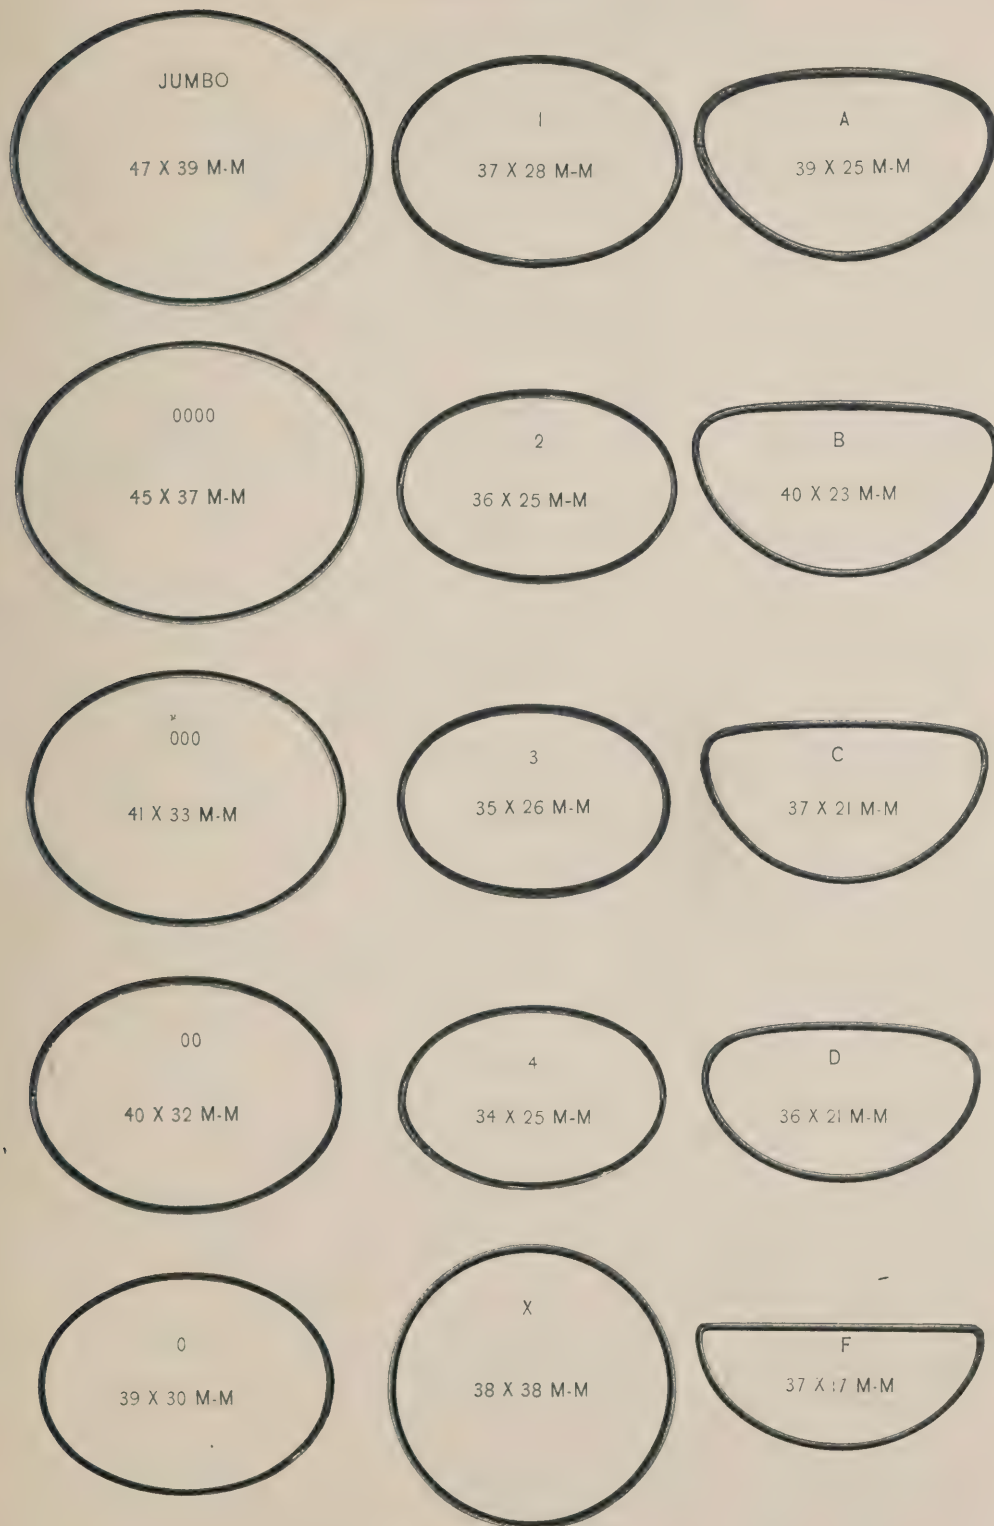 JUMBO
47 X 39 M-M
1
37 X 28 M-M
A
39 X 25 M-M
0000
45 X 37 M-M
2
36 X 25 M-M
B
40 X 23 M-M
000
41 X 33 M-M
3
35 X 26 M-M
C
37 X 21 M-M
00
40 X 32 M-M
4
34 X 25 M-M
D
36 X 21 M-M
0
39 X 30 M-M
X
38 X 38 M-M
F
37 X 17 M-M